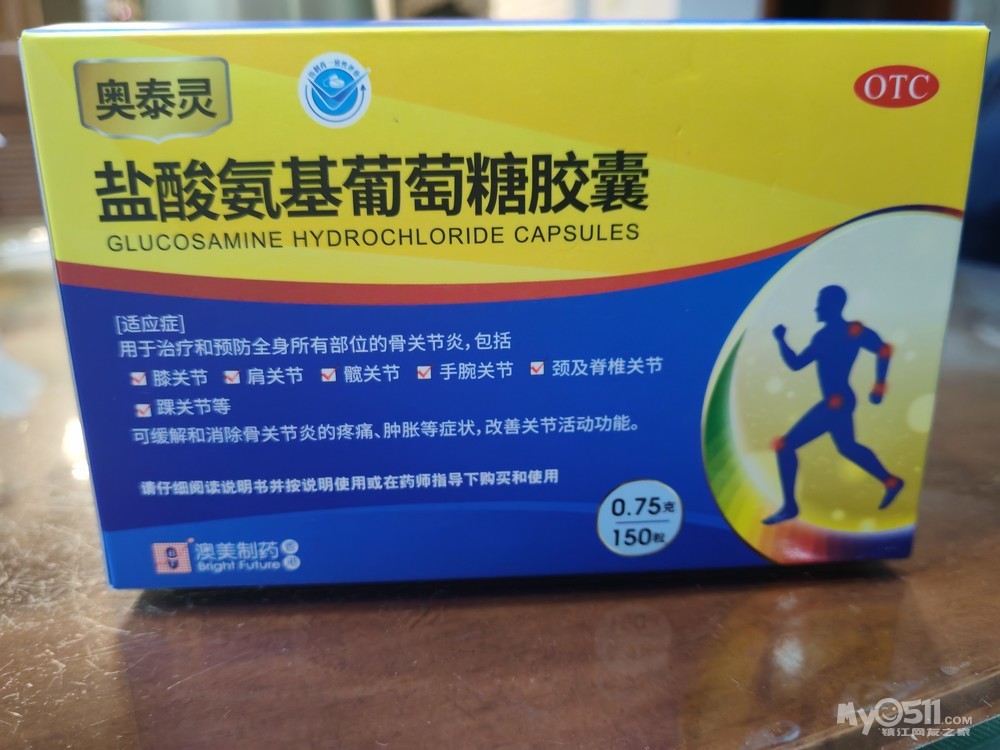 奥泰灵
OTC
盐酸氨基葡萄糖胶囊
GLUCOSAMINE HYDROCHLORIDE CAPSULES
[适应症]
用于治疗和预防全身所有部位的骨关节炎,包括
膝关节 肩关节 髋关节 手腕关节 颈及脊椎关节
踝关节等
可缓解和消除骨关节炎的疼痛、肿胀等症状,改善关节活动功能。
请仔细阅读说明书并按说明使用或在药师指导下购买和使用
0.75克
150粒
澳美制药
Bright Future
My0511.COM
镇江网友之家